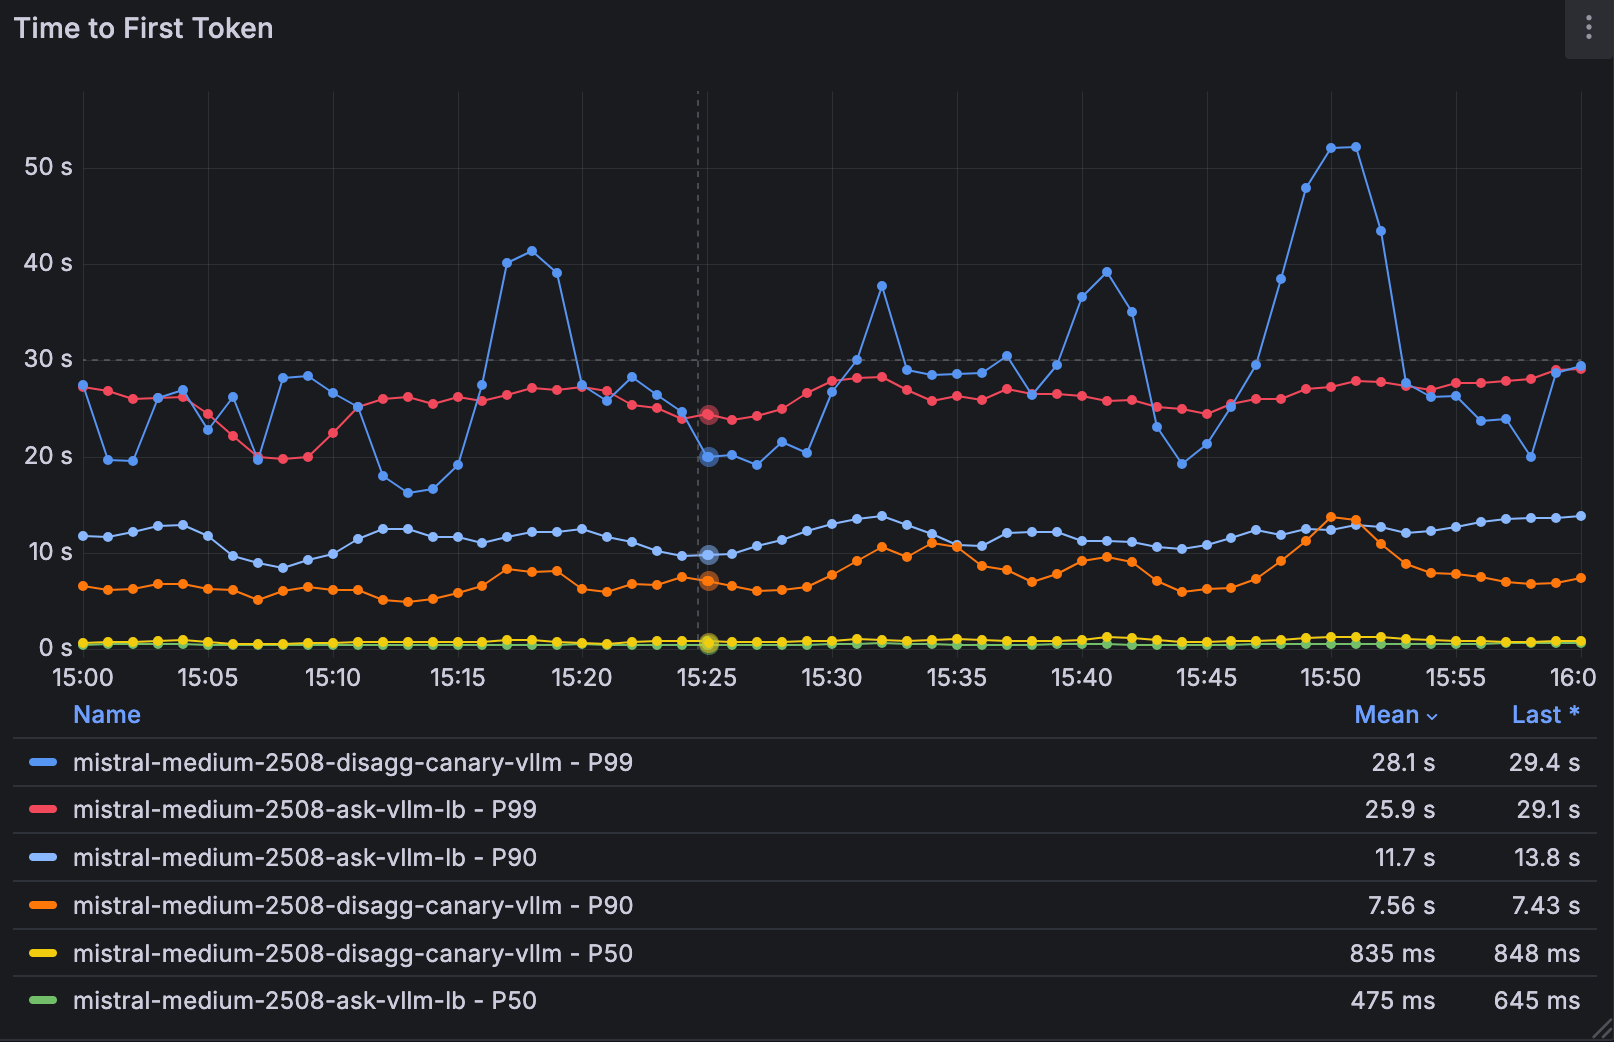 Time to First Token
50 s
40 s
30 s
20 s
10 s
0 s
15:00 15:05 15:10 15:15 15:20 15:25 15:30 15:35 15:40 15:45 15:50 15:55 16:0
Name Mean Last *
mistral-medium-2508-disagg-canary-vllm - P99 28.1 s 29.4 s
mistral-medium-2508-ask-vllm-lb - P99 25.9 s 29.1 s
mistral-medium-2508-ask-vllm-lb - P90 11.7 s 13.8 s
mistral-medium-2508-disagg-canary-vllm - P90 7.56 s 7.43 s
mistral-medium-2508-disagg-canary-vllm - P50 835 ms 848 ms
mistral-medium-2508-ask-vllm-lb - P50 475 ms 645 ms